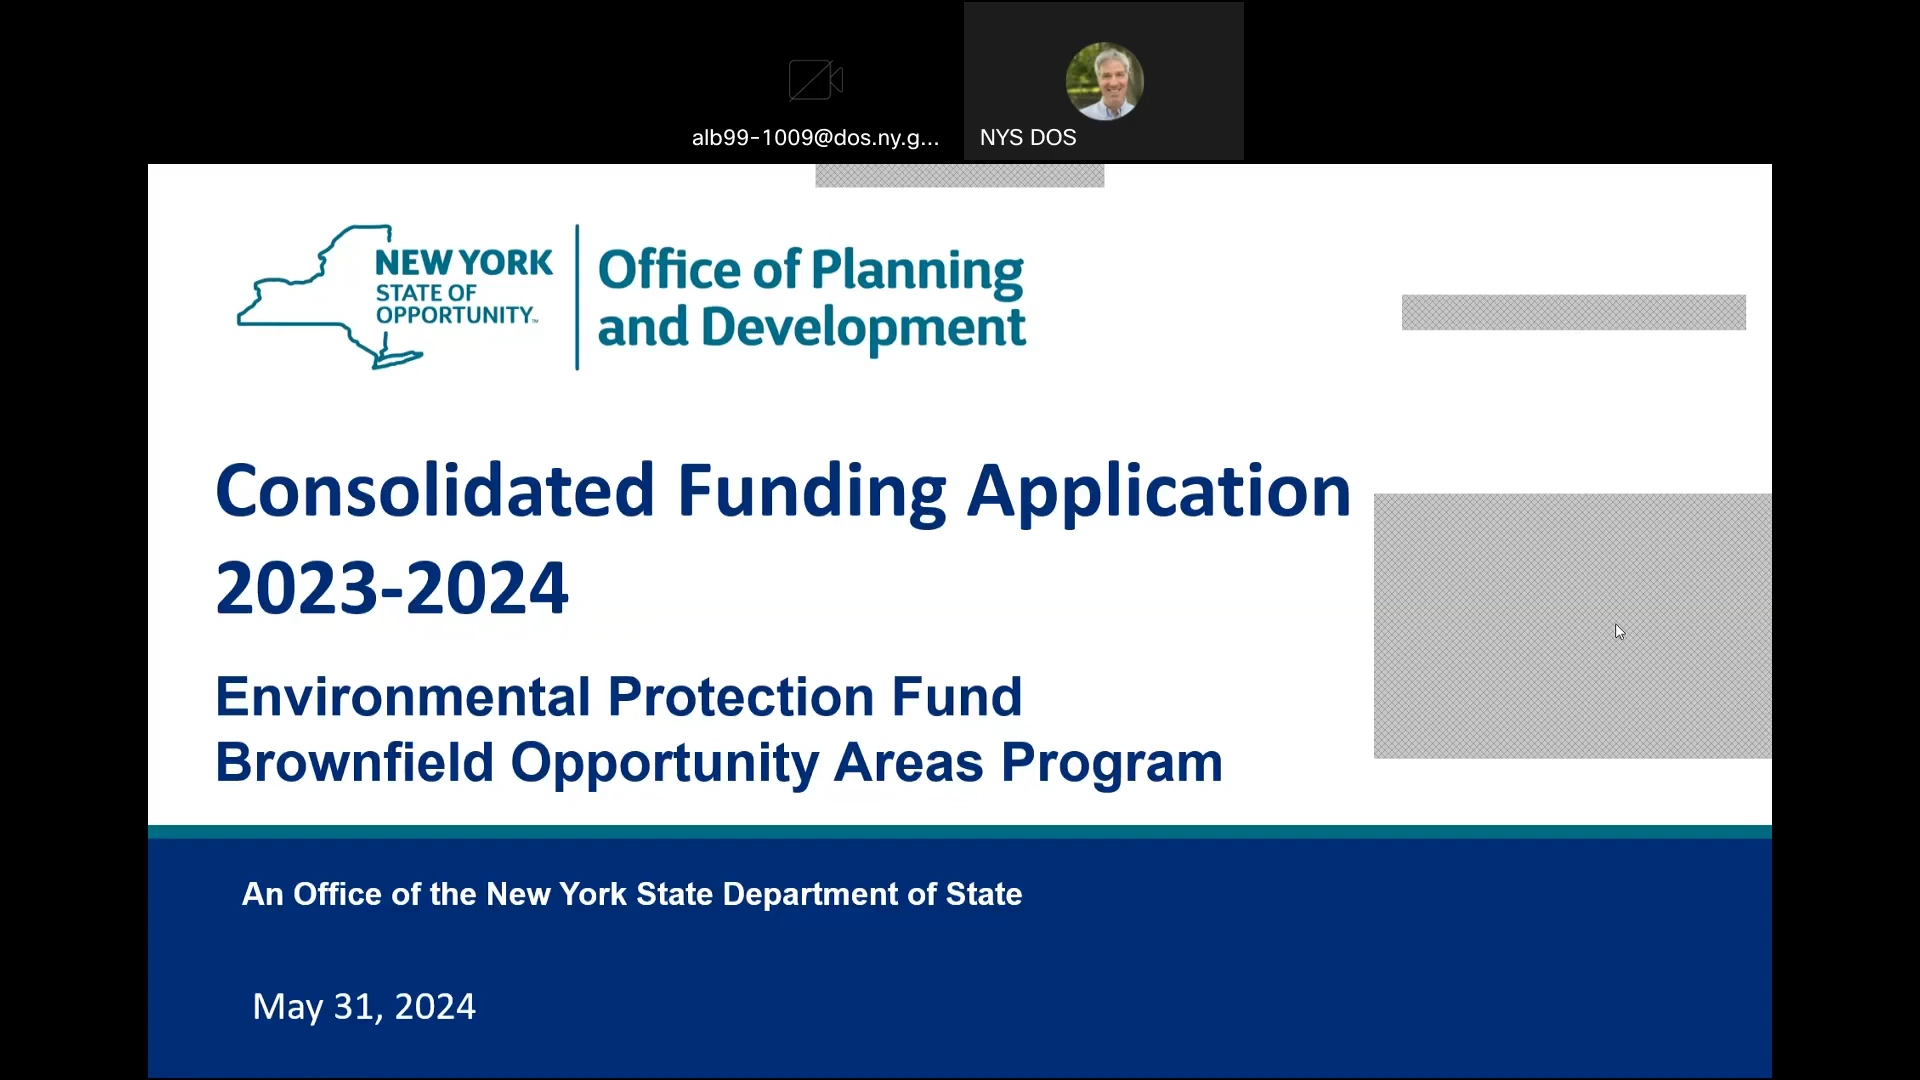 alb99-1009@dos.ny.g...
NYS DOS
NEW YORK
STATE OF
OPPORTUNITY™
Office of Planning
and Development
Consolidated Funding Application
2023-2024
Environmental Protection Fund
Brownfield Opportunity Areas Program
An Office of the New York State Department of State
May 31, 2024